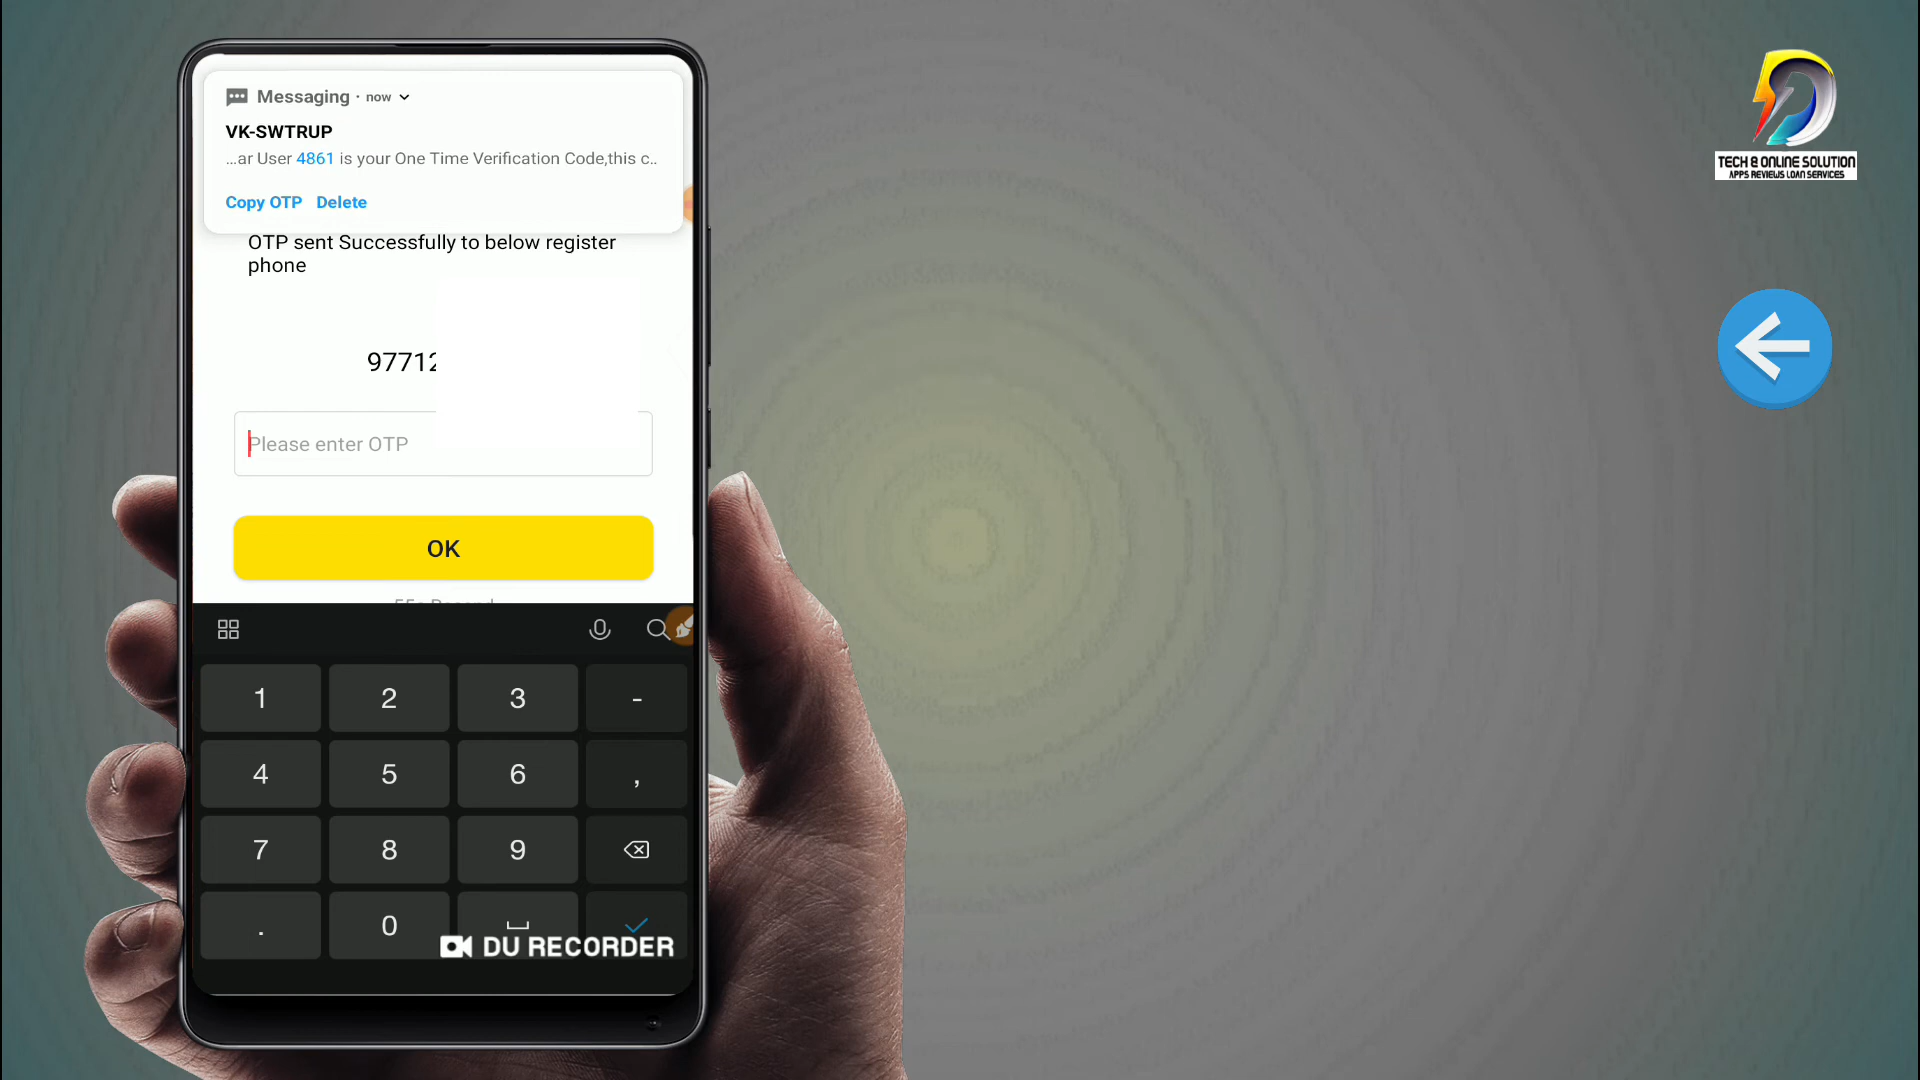 Messaging · now
VK-SWTRUP
...ar User 4861 is your One Time Verification Code,this c..
Copy OTP Delete
OTP sent Successfully to below register
phone
97712
Please enter OTP
OK
1 2 3 -
4 5 6 ,
7 8 9
. 0
DU RECORDER
TECH & ONLINE SOLUTION
APPS REVIEWS LOAN SERVICES